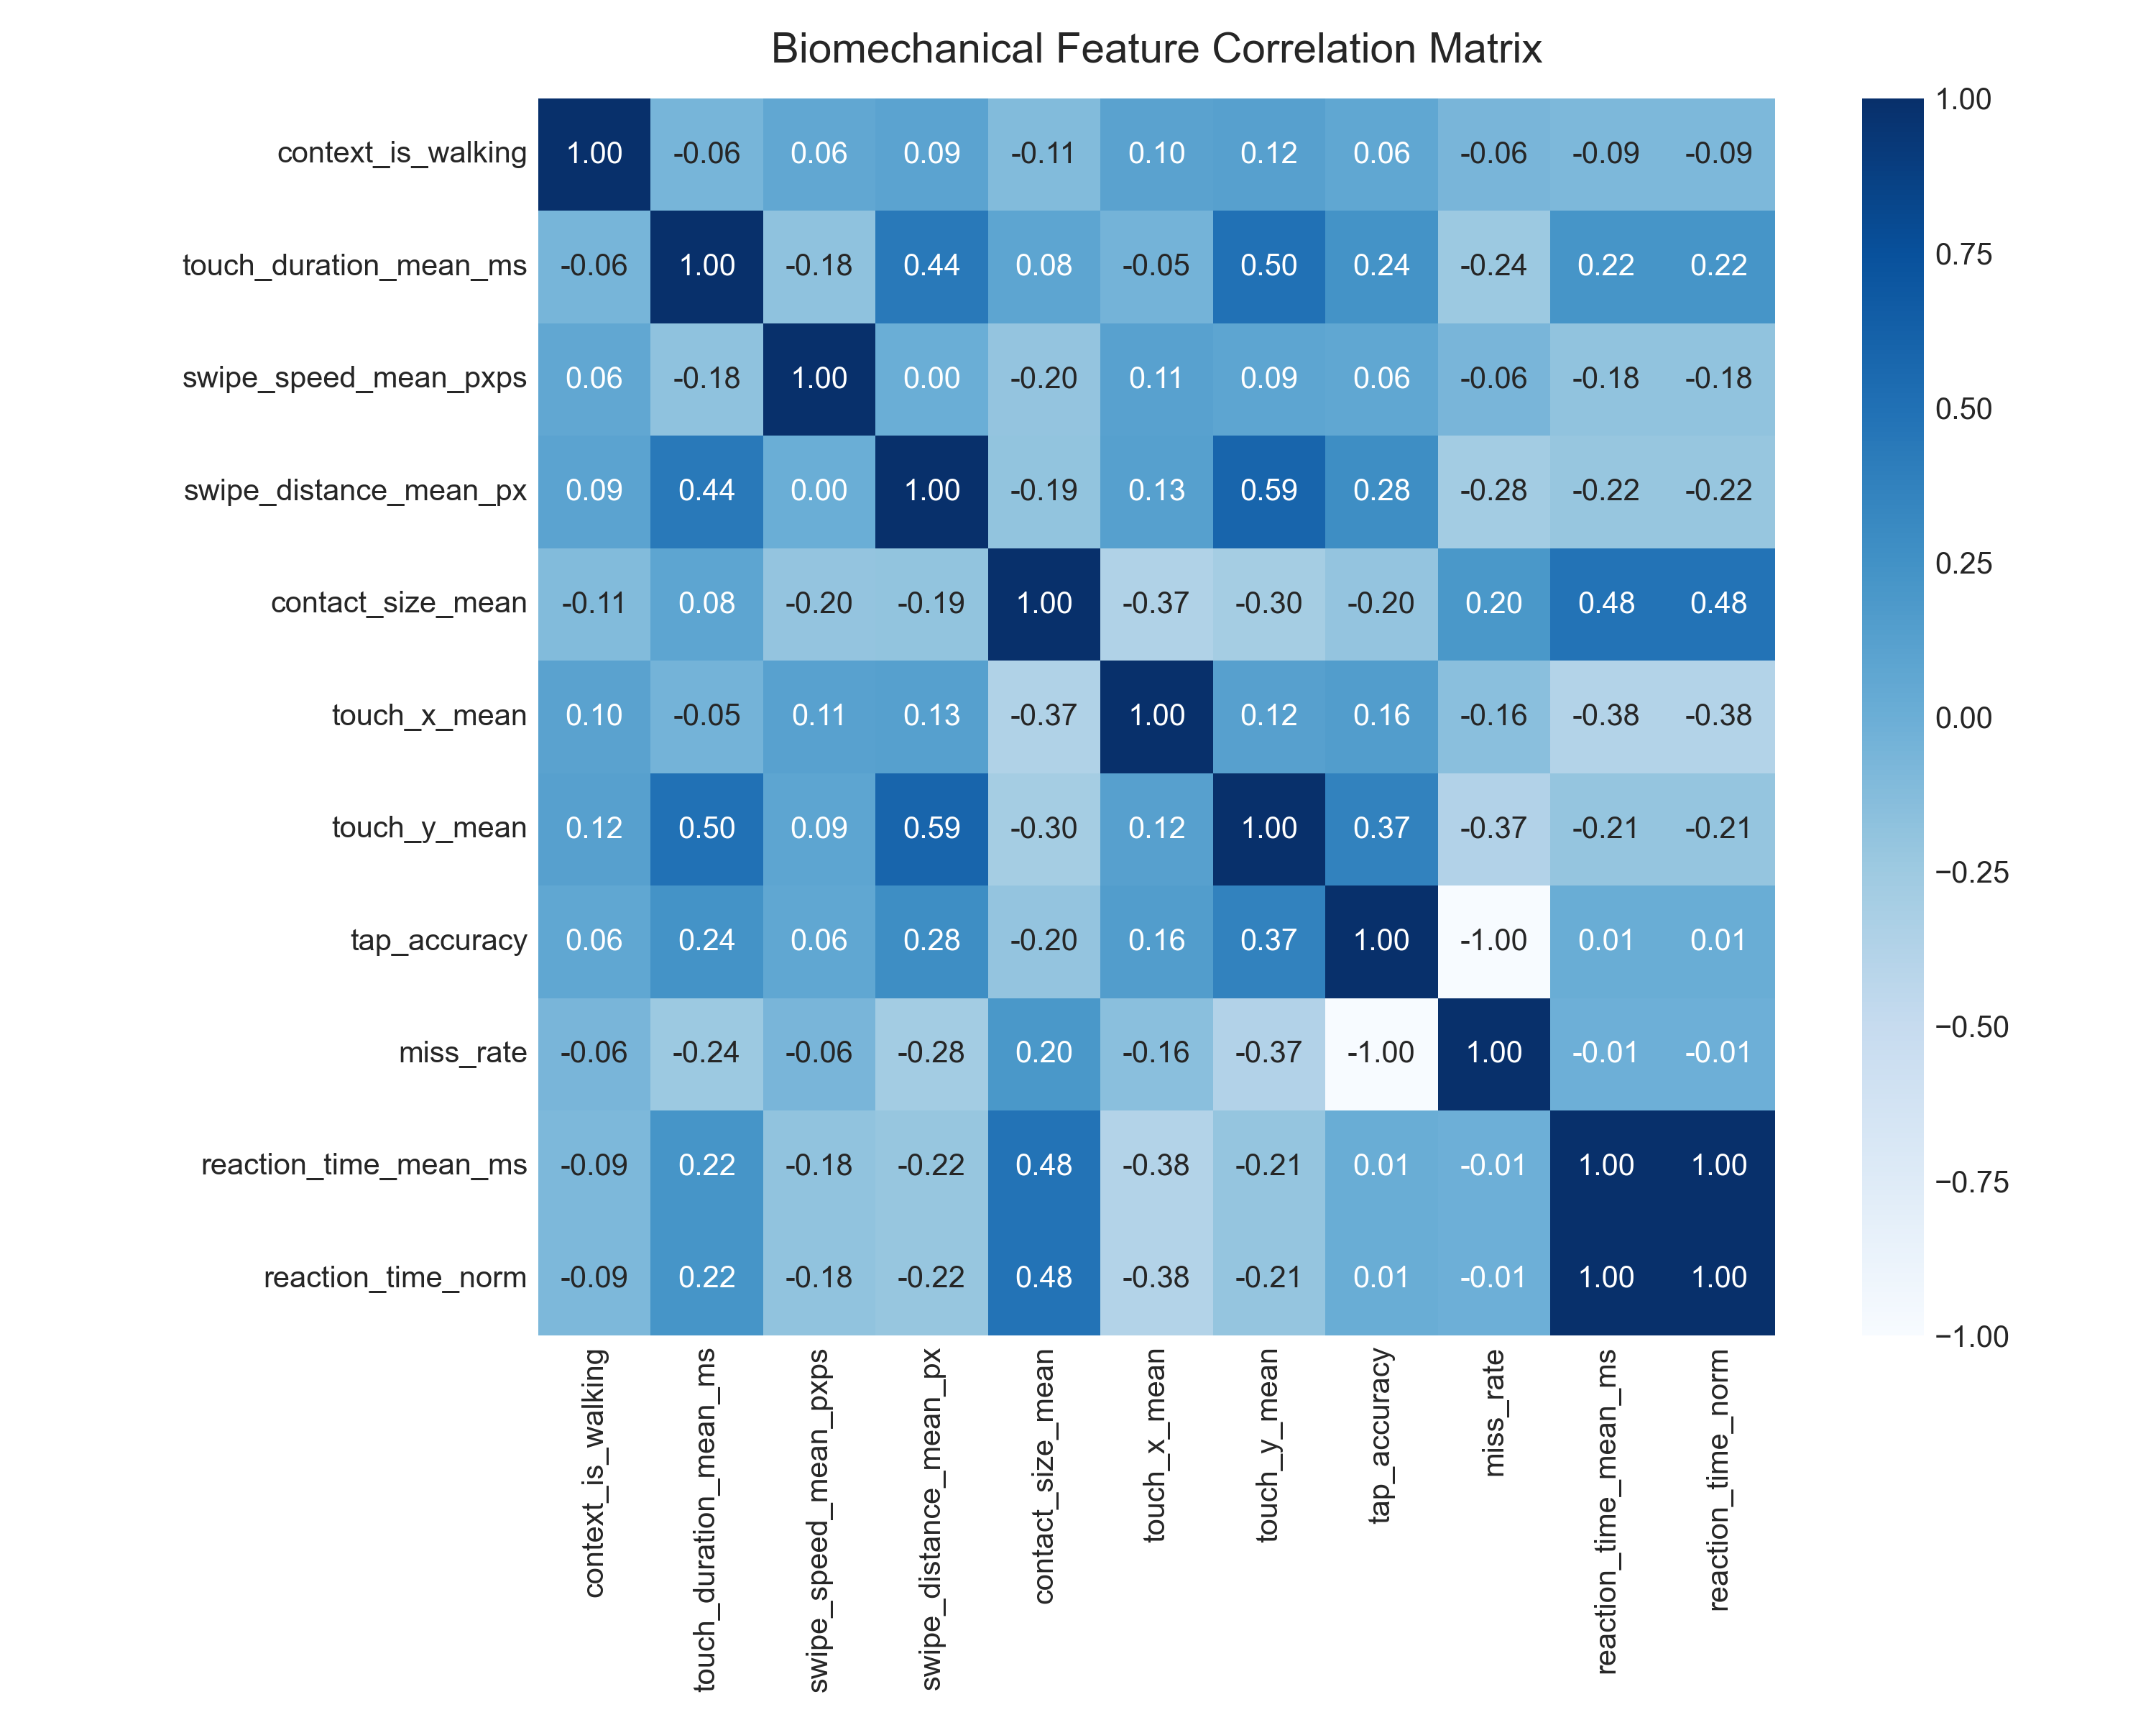 Biomechanical Feature Correlation Matrix
context_is_walking 1.00 -0.06 0.06 0.09 -0.11 0.10 0.12 0.06 -0.06 -0.09 -0.09
touch_duration_mean_ms -0.06 1.00 -0.18 0.44 0.08 -0.05 0.50 0.24 -0.24 0.22 0.22
swipe_speed_mean_pxps 0.06 -0.18 1.00 0.00 -0.20 0.11 0.09 0.06 -0.06 -0.18 -0.18
swipe_distance_mean_px 0.09 0.44 0.00 1.00 -0.19 0.13 0.59 0.28 -0.28 -0.22 -0.22
contact_size_mean -0.11 0.08 -0.20 -0.19 1.00 -0.37 -0.30 -0.20 0.20 0.48 0.48
touch_x_mean 0.10 -0.05 0.11 0.13 -0.37 1.00 0.12 0.16 -0.16 -0.38 -0.38
touch_y_mean 0.12 0.50 0.09 0.59 -0.30 0.12 1.00 0.37 -0.37 -0.21 -0.21
tap_accuracy 0.06 0.24 0.06 0.28 -0.20 0.16 0.37 1.00 -1.00 0.01 0.01
miss_rate -0.06 -0.24 -0.06 -0.28 0.20 -0.16 -0.37 -1.00 1.00 -0.01 -0.01
reaction_time_mean_ms -0.09 0.22 -0.18 -0.22 0.48 -0.38 -0.21 0.01 -0.01 1.00 1.00
reaction_time_norm -0.09 0.22 -0.18 -0.22 0.48 -0.38 -0.21 0.01 -0.01 1.00 1.00
context_is_walking
touch_duration_mean_ms
swipe_speed_mean_pxps
swipe_distance_mean_px
contact_size_mean
touch_x_mean
touch_y_mean
tap_accuracy
miss_rate
reaction_time_mean_ms
reaction_time_norm
1.00
0.75
0.50
0.25
0.00
−0.25
−0.50
−0.75
−1.00